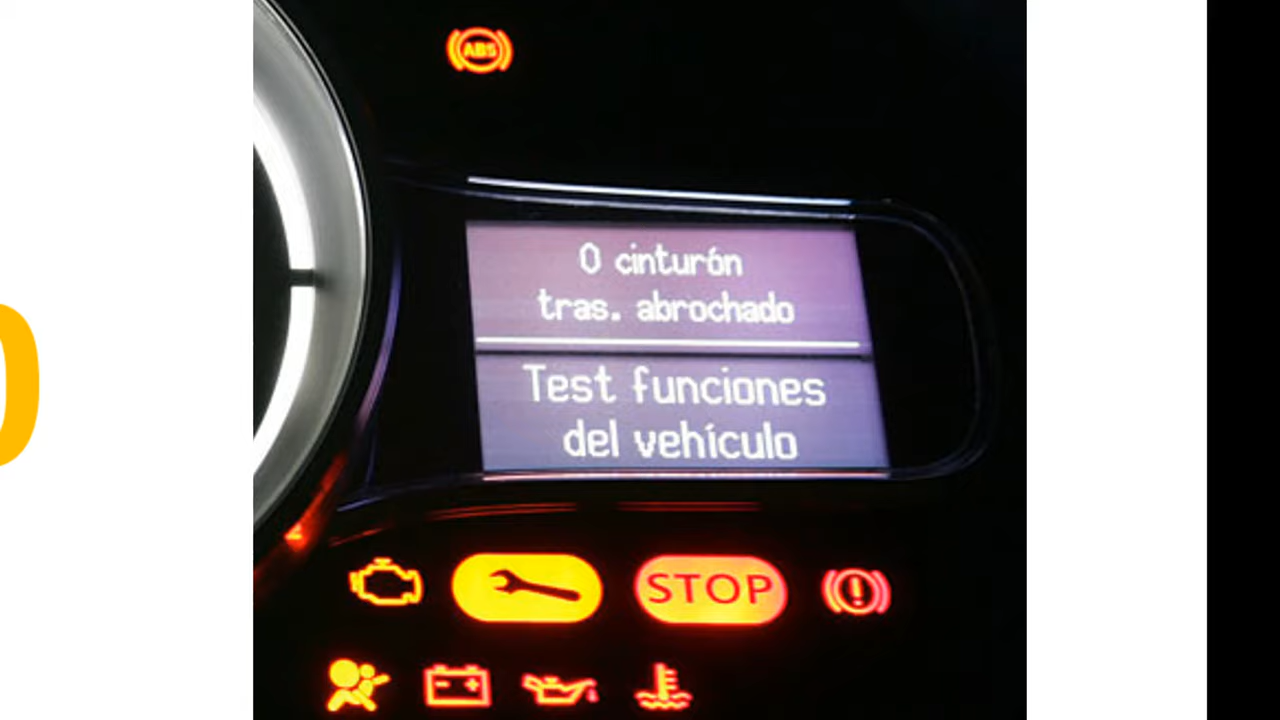 ABS
0 cinturón
tras. abrochado
Test funciones
del vehículo
STOP